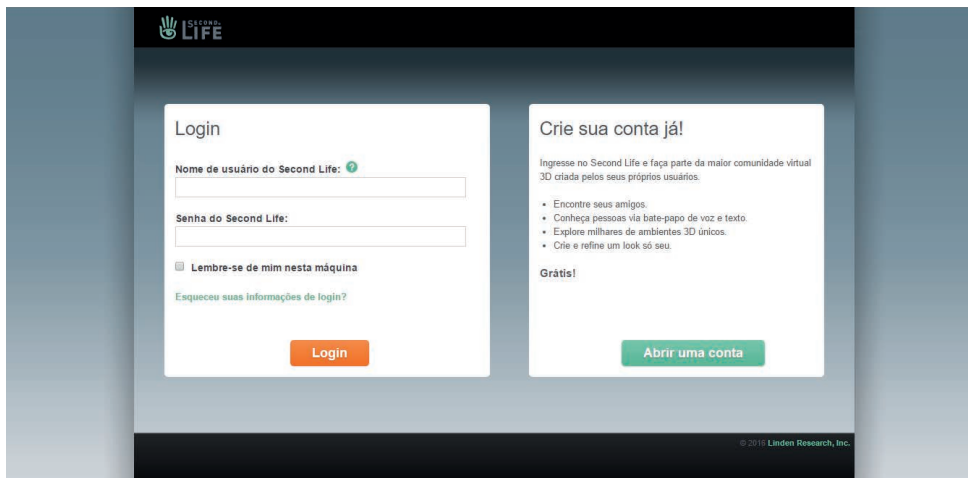 SECOND
LIFE
Login
Nome de usuário do Second Life: ?
Senha do Second Life:
Lembre-se de mim nesta máquina
Esqueceu suas informações de login?
Login
Crie sua conta já!
Ingresse no Second Life e faça parte da maior comunidade virtual
3D criada pelos seus próprios usuários.
• Encontre seus amigos.
• Conheça pessoas via bate-papo de voz e texto.
• Explore milhares de ambientes 3D únicos.
• Crie e refine um look só seu.
Grátis!
Abrir uma conta
© 2016 Linden Research, Inc.